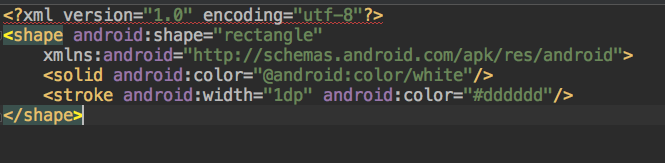 <?xml version="1.0" encoding="utf-8"?>
<shape android:shape="rectangle"
    xmlns:android="http://schemas.android.com/apk/res/android">
    <solid android:color="@android:color/white"/>
    <stroke android:width="1dp" android:color="#dddddd"/>
</shape>